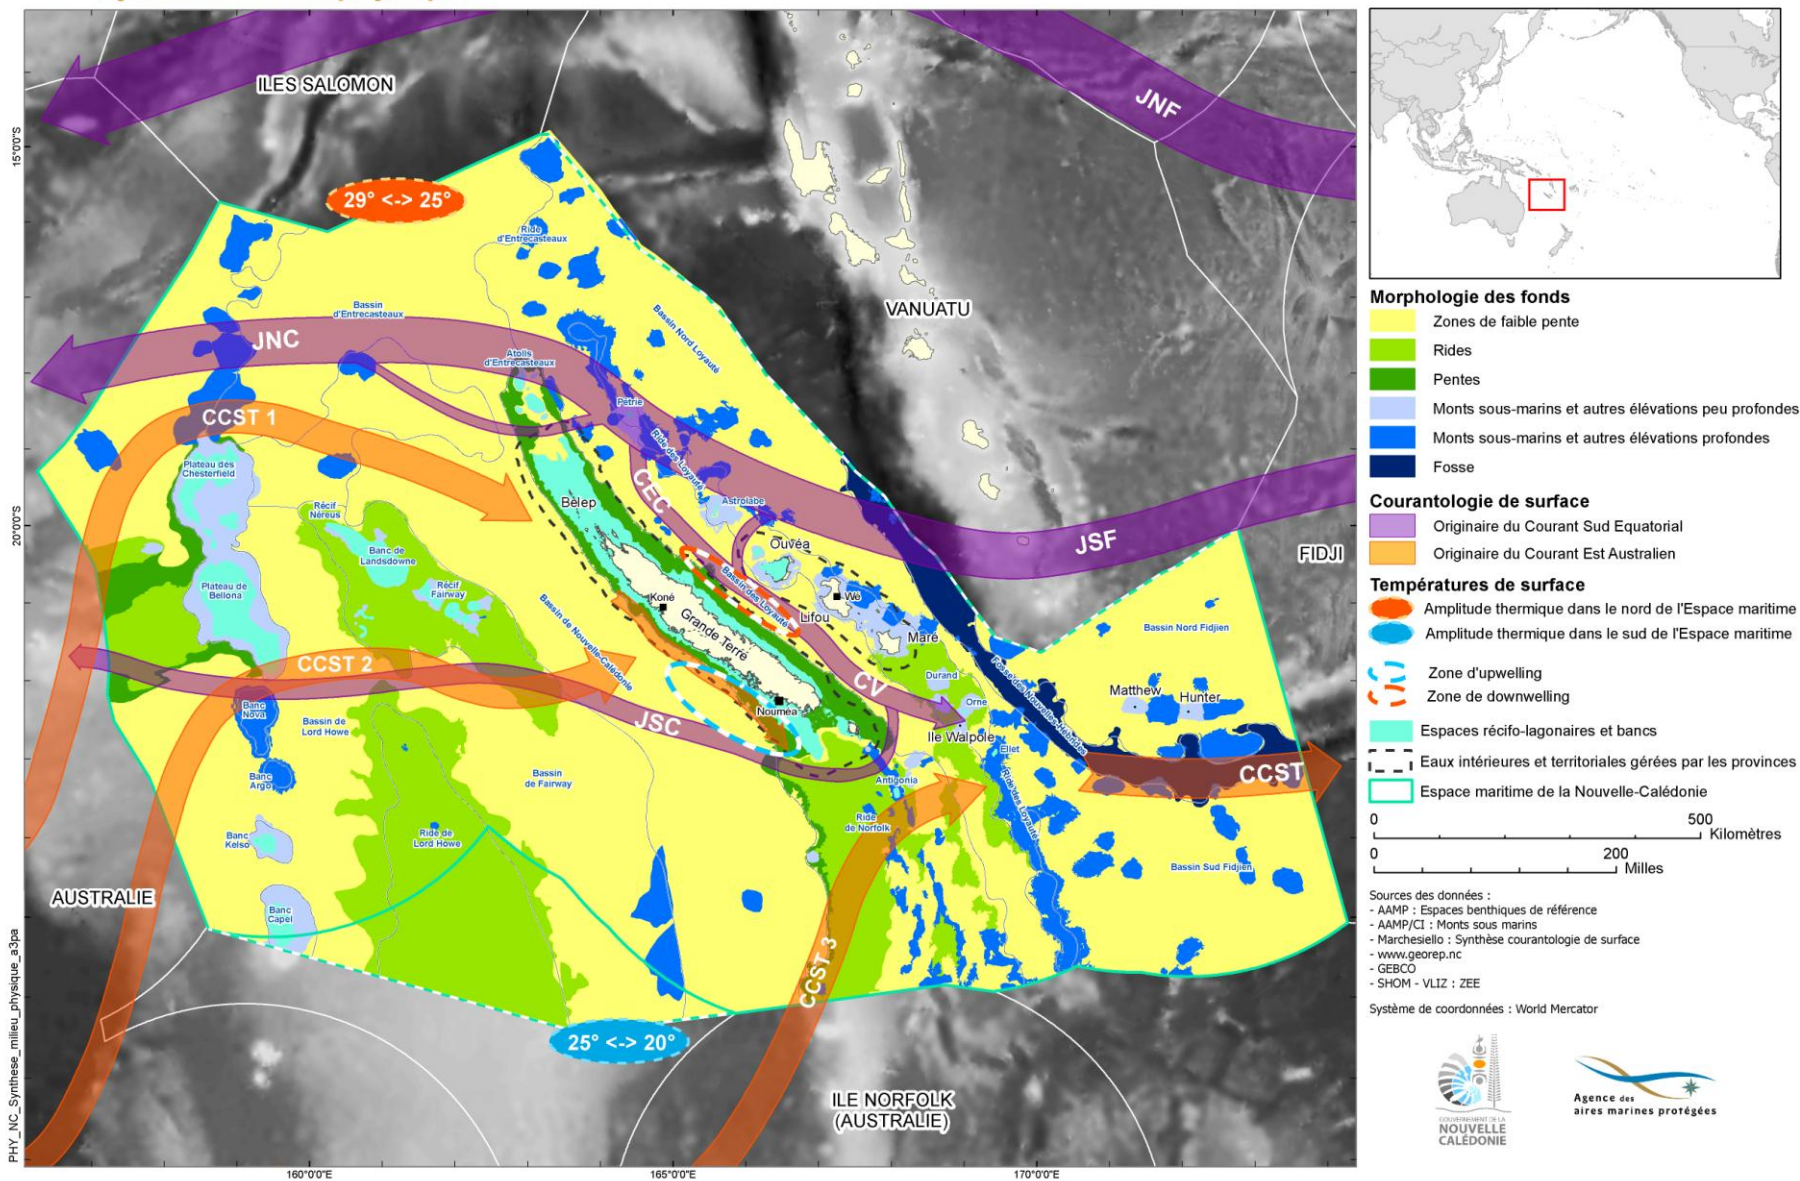 ILES SALOMON
JNF
15°0'0"S
29° <-> 25°
Ride
d'Entrecasteaux
Bassin
d'Entrecasteaux
Bassin Nord Loyauté
VANUATU
JNC
Atolls
d'Entrecasteaux
CCST 1
Pétrie
Plateau des
Chesterfield
Ride des Loyauté
CEC
Astrolabe
Bélep
Récif
Néréus
20°0'0"S
Ouvéa
JSF
FIDJI
Banc de
Landsdowne
Plateau de
Bellona
Récif
Fairway
Bassin des Loyauté
Koné
Wé
Lifou
Grande Terre
Maré
Bassin de Nouvelle-Calédonie
Bassin Nord Fidjien
CCST 2
Fosse des Nouvelles-Hébrides
Durand
CV
Matthew
Hunter
Banc
Nova
Bassin de
Lord Howe
JSC
Nouméa
Orne
Ile Walpole
Ellet
CCST
Banc
Argo
Bassin
de Fairway
Antigonia
Ride des Loyauté
Ride
de Norfolk
Banc
Kelso
Ride de
Lord Howe
Bassin Sud Fidjien
AUSTRALIE
Banc
Capel
CCST 3
25° <-> 20°
ILE NORFOLK
(AUSTRALIE)
PHY_NC_Synthese_milieu_physique_a3pa
160°0'0"E
165°0'0"E
170°0'0"E
Morphologie des fonds
Zones de faible pente
Rides
Pentes
Monts sous-marins et autres élévations peu profondes
Monts sous-marins et autres élévations profondes
Fosse
Courantologie de surface
Originaire du Courant Sud Equatorial
Originaire du Courant Est Australien
Températures de surface
Amplitude thermique dans le nord de l'Espace maritime
Amplitude thermique dans le sud de l'Espace maritime
Zone d'upwelling
Zone de downwelling
Espaces récifo-lagonaires et bancs
Eaux intérieures et territoriales gérées par les provinces
Espace maritime de la Nouvelle-Calédonie
0 500
Kilomètres
0 200
Milles
Sources des données :
- AAMP : Espaces benthiques de référence
- AAMP/CI : Monts sous marins
- Marchesiello : Synthèse courantologie de surface
- www.georep.nc
- GEBCO
- SHOM - VLIZ : ZEE
Système de coordonnées : World Mercator
GOUVERNEMENT DE LA
NOUVELLE
CALÉDONIE
Agence des
aires marines protégées